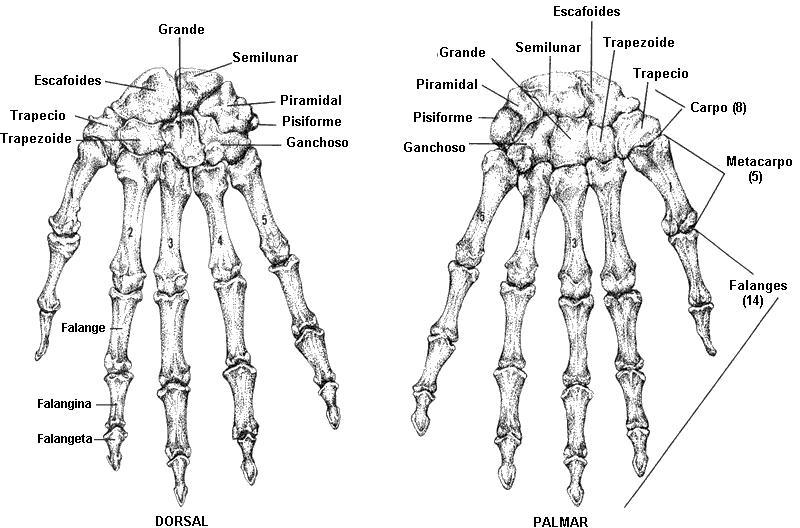 Grande
Semilunar
Escafoides
Piramidal
Trapecio
Pisiforme
Trapezoide
Ganchoso
1
2
3
4
5
Falange
Falangina
Falangeta
DORSAL
Escafoides
Grande
Semilunar
Trapezoide
Trapecio
Piramidal
Carpo (8)
Pisiforme
Ganchoso
Metacarpo
(5)
1
5
4
3
2
Falanges
(14)
PALMAR